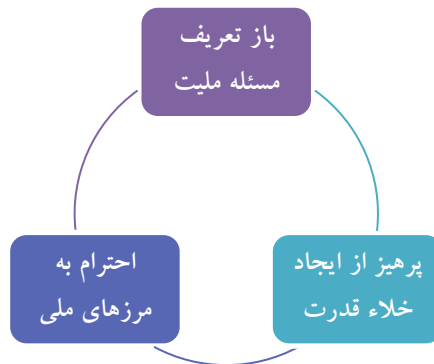 باز تعریف
مسئله ملیت
پرهیز از ایجاد
خلاء قدرت
احترام به
مرزهای ملی